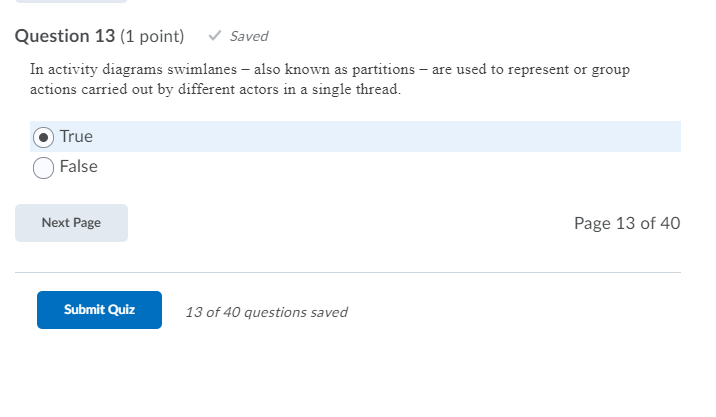 Question 13 (1 point) Saved
In activity diagrams swimlanes – also known as partitions – are used to represent or group
actions carried out by different actors in a single thread.
True
False
Next Page Page 13 of 40
Submit Quiz 13 of 40 questions saved